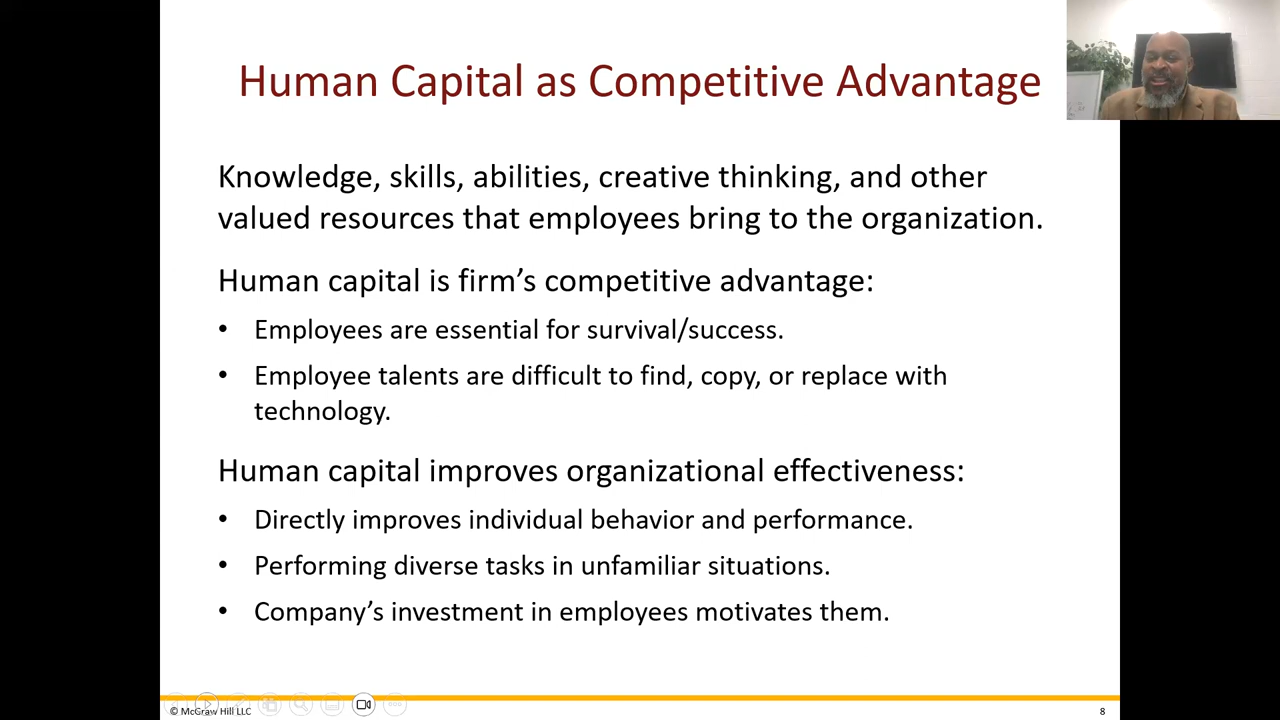 Human Capital as Competitive Advantage
Knowledge, skills, abilities, creative thinking, and other
valued resources that employees bring to the organization.
Human capital is firm’s competitive advantage:
• Employees are essential for survival/success.
• Employee talents are difficult to find, copy, or replace with
technology.
Human capital improves organizational effectiveness:
• Directly improves individual behavior and performance.
• Performing diverse tasks in unfamiliar situations.
• Company’s investment in employees motivates them.
© McGraw Hill LLC
8